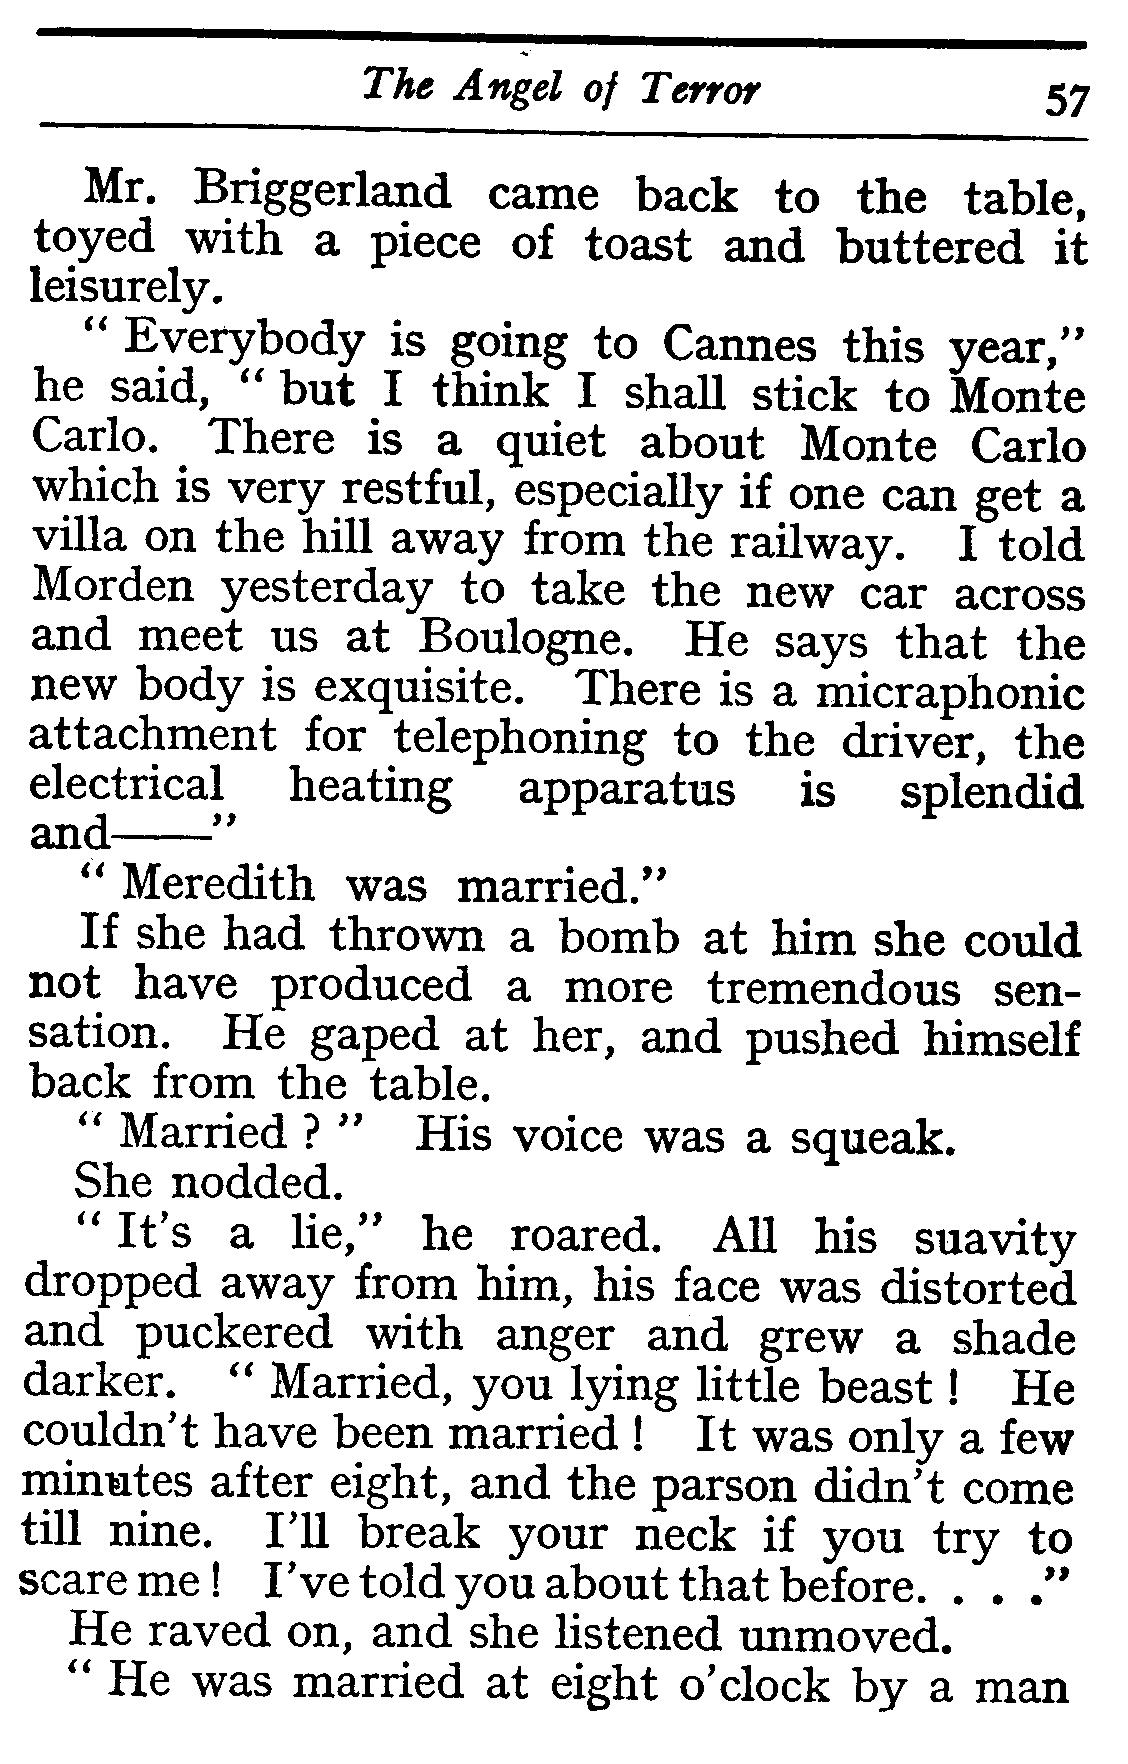 The Angel of Terror 57
Mr. Briggerland came back to the table,
toyed with a piece of toast and buttered it
leisurely.
“ Everybody is going to Cannes this year,”
he said, “ but I think I shall stick to Monte
Carlo. There is a quiet about Monte Carlo
which is very restful, especially if one can get a
villa on the hill away from the railway. I told
Morden yesterday to take the new car across
and meet us at Boulogne. He says that the
new body is exquisite. There is a micraphonic
attachment for telephoning to the driver, the
electrical heating apparatus is splendid
and——”
“ Meredith was married.”
If she had thrown a bomb at him she could
not have produced a more tremendous sen-
sation. He gaped at her, and pushed himself
back from the table.
“ Married ? ” His voice was a squeak.
She nodded.
“ It's a lie,” he roared. All his suavity
dropped away from him, his face was distorted
and puckered with anger and grew a shade
darker. “ Married, you lying little beast ! He
couldn't have been married ! It was only a few
minutes after eight, and the parson didn't come
till nine. I'll break your neck if you try to
scare me ! I've told you about that before. . . .”
He raved on, and she listened unmoved.
“ He was married at eight o'clock by a man